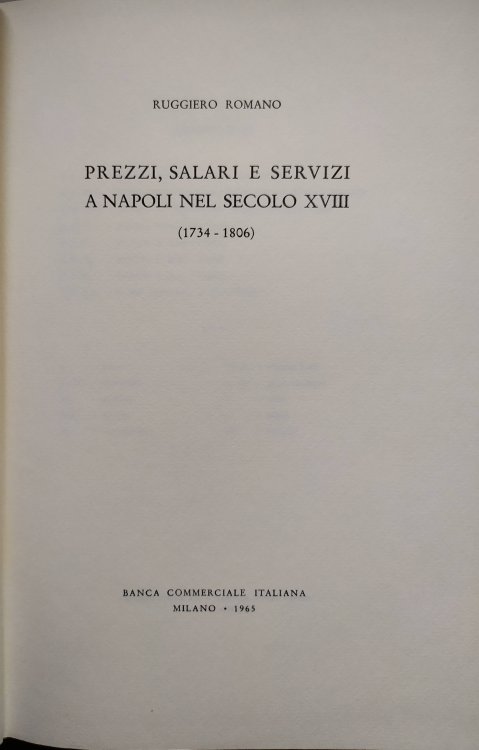 RUGGIERO ROMANO
PREZZI, SALARI E SERVIZI
A NAPOLI NEL SECOLO XVIII
(1734 - 1806)
BANCA COMMERCIALE ITALIANA
MILANO • 1965